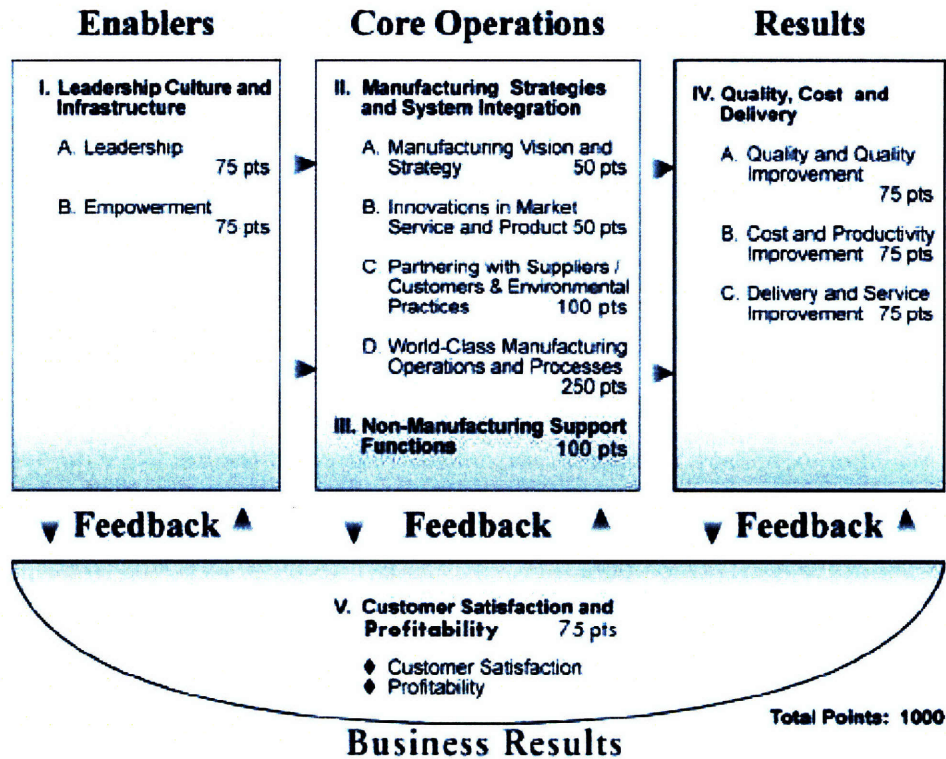 Enablers
I. Leadership Culture and
Infrastructure
A. Leadership
75 pts
B. Empowerment
75 pts
Core Operations
II. Manufacturing Strategies
and System Integration
A. Manufacturing Vision and
Strategy 50 pts
B. Innovations in Market
Service and Product 50 pts
C. Partnering with Suppliers /
Customers & Environmental
Practices 100 pts
D. World-Class Manufacturing
Operations and Processes
250 pts
III. Non-Manufacturing Support
Functions 100 pts
Results
IV. Quality, Cost and
Delivery
A. Quality and Quality
Improvement
75 pts
B. Cost and Productivity
Improvement 75 pts
C. Delivery and Service
Improvement 75 pts
Feedback
Feedback
Feedback
V. Customer Satisfaction and
Profitability 75 pts
♦ Customer Satisfaction
♦ Profitability
Total Points: 1000
Business Results